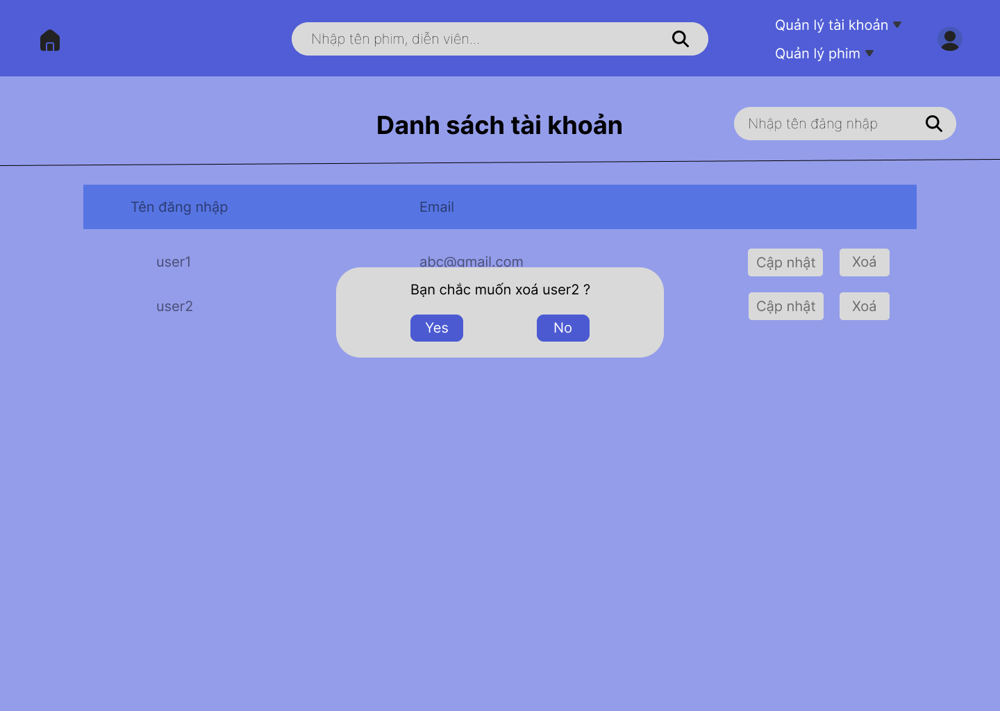 Nhập tên phim, diễn viên...
Quản lý tài khoản
Quản lý phim
Danh sách tài khoản
Nhập tên đăng nhập
Tên đăng nhập Email
user1 abc@gmail.com Cập nhật Xoá
Bạn chắc muốn xoá user2 ?
user2 Cập nhật Xoá
Yes No